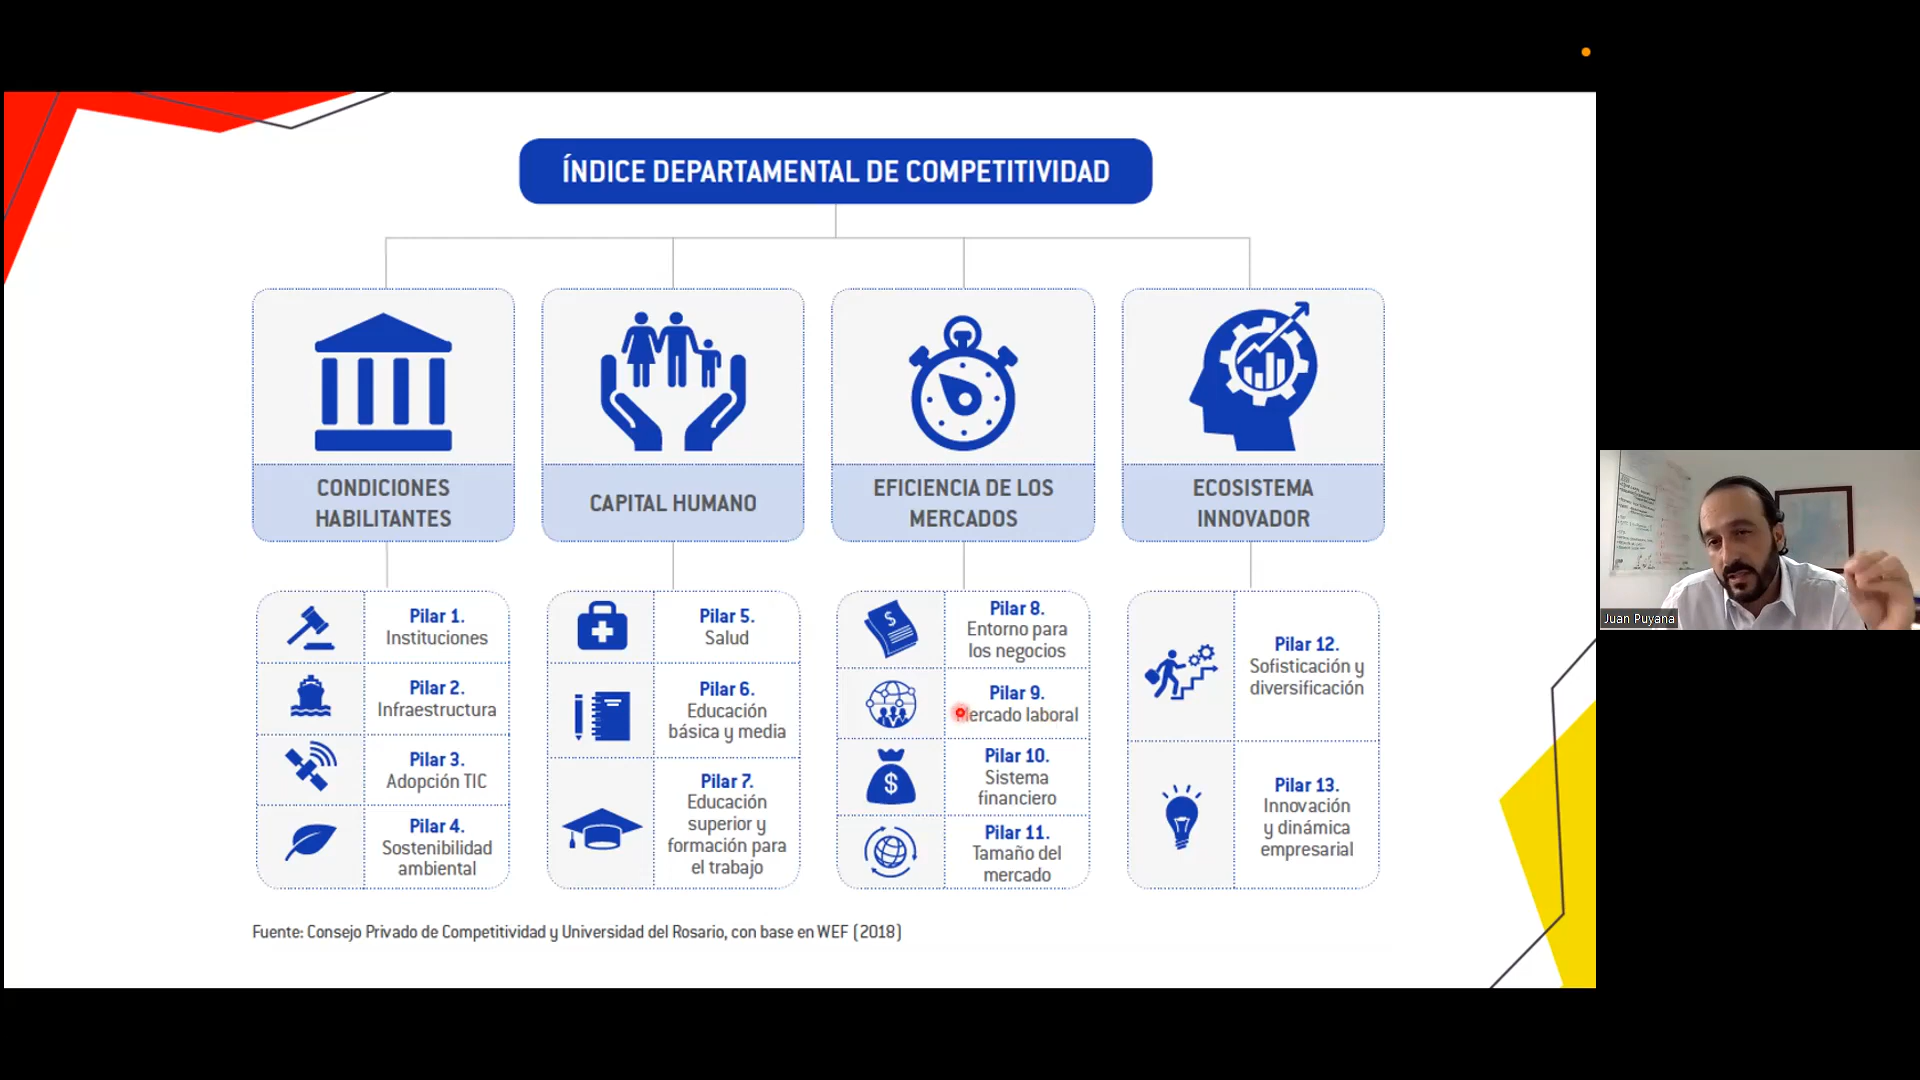 ÍNDICE DEPARTAMENTAL DE COMPETITIVIDAD
CONDICIONES
HABILITANTES
CAPITAL HUMANO
EFICIENCIA DE LOS
MERCADOS
ECOSISTEMA
INNOVADOR
Pilar 1.
Instituciones
Pilar 2.
Infraestructura
Pilar 3.
Adopción TIC
Pilar 4.
Sostenibilidad
ambiental
Pilar 5.
Salud
Pilar 6.
Educación
básica y media
Pilar 7.
Educación
superior y
formación para
el trabajo
Pilar 8.
Entorno para
los negocios
Pilar 9.
Mercado laboral
Pilar 10.
Sistema
financiero
Pilar 11.
Tamaño del
mercado
Pilar 12.
Sofisticación y
diversificación
Pilar 13.
Innovación
y dinámica
empresarial
Fuente: Consejo Privado de Competitividad y Universidad del Rosario, con base en WEF (2018)
Juan Puyana